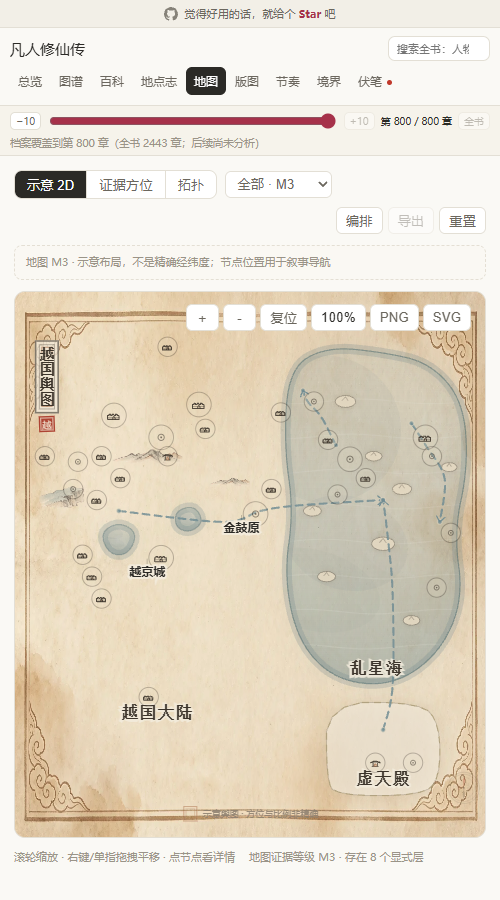 觉得好用的话，就给个 Star 吧
凡人修仙传
搜索全书：人物
总览 图谱 百科 地点志 地图 版图 节奏 境界 伏笔
−10 +10 第 800 / 800 章 全书
档案覆盖到第 800 章（全书 2443 章；后续尚未分析）
示意 2D 证据方位 拓扑 全部 · M3
编排 导出 重置
地图 M3 · 示意布局，不是精确经纬度；节点位置用于叙事导航
+ - 复位 100% PNG SVG
越国舆图
越
金鼓原
越京城
乱星海
越国大陆
虚天殿
滚轮缩放 · 右键/单指拖拽平移 · 点节点看详情 地图证据等级 M3 · 存在 8 个显式层